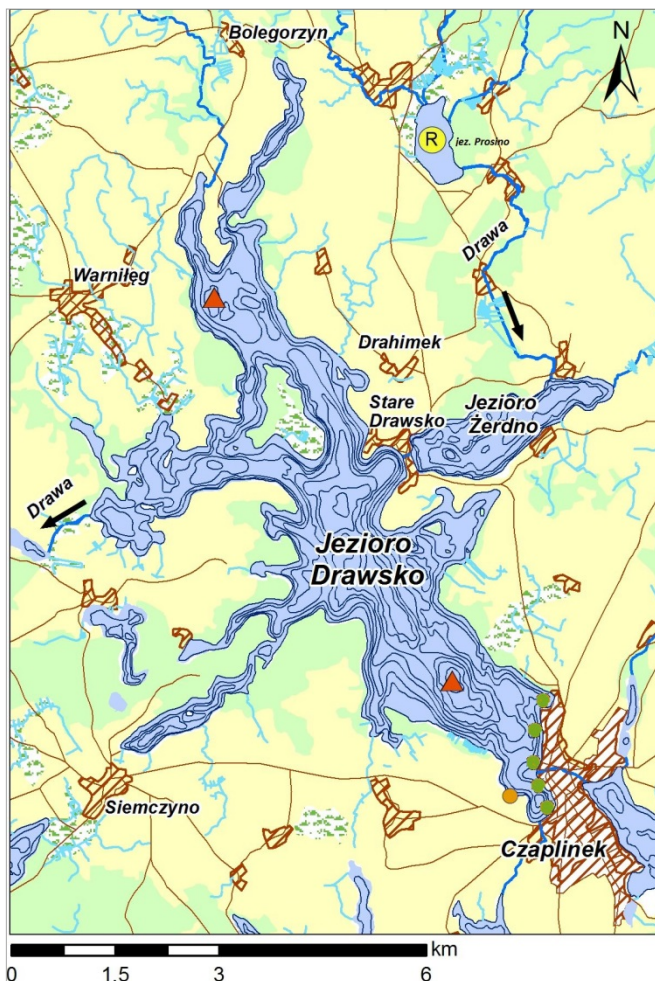 Bolegorzyn
N
R
jez. Prosino
Drawa
Warniłęg
Drahimek
Stare
Drawsko
Jezioro
Żerdno
Drawa
Jezioro
Drawsko
Siemczyno
Czaplinek
km
0 1.5 3 6